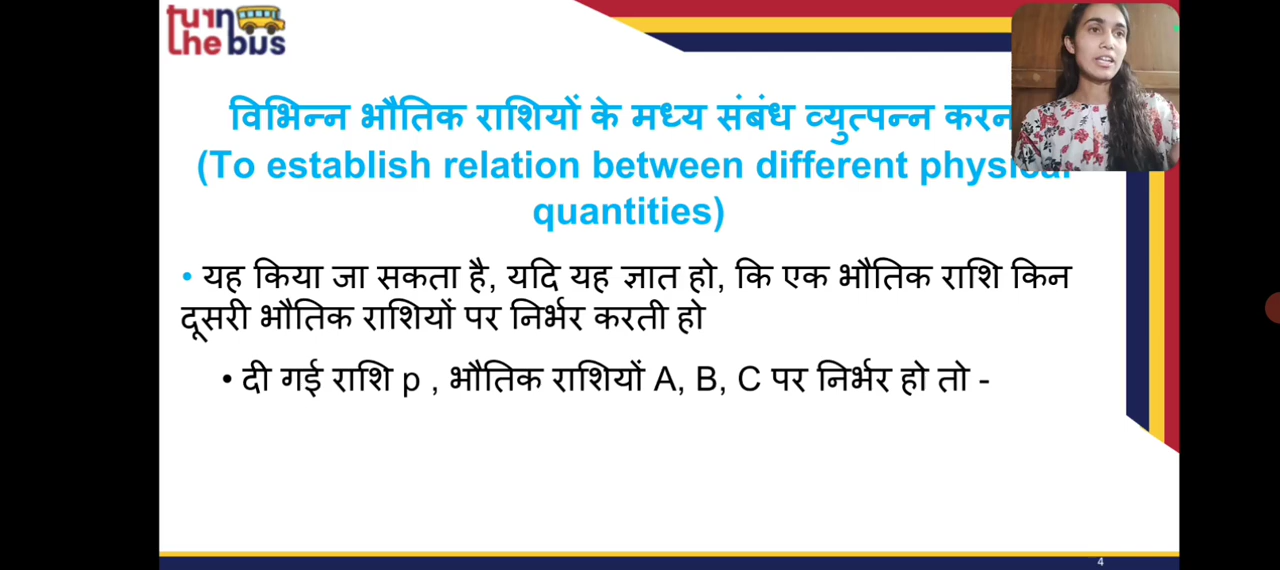 turn
the bus
विभिन्न भौतिक राशियों के मध्य संबंध व्युत्पन्न
(To establish relation between different physical
quantities)
• यह किया जा सकता है, यदि यह ज्ञात हो, कि एक भौतिक राशि किन
दूसरी भौतिक राशियों पर निर्भर करती हो
• दी गई राशि p , भौतिक राशियों A, B, C पर निर्भर हो तो -
4